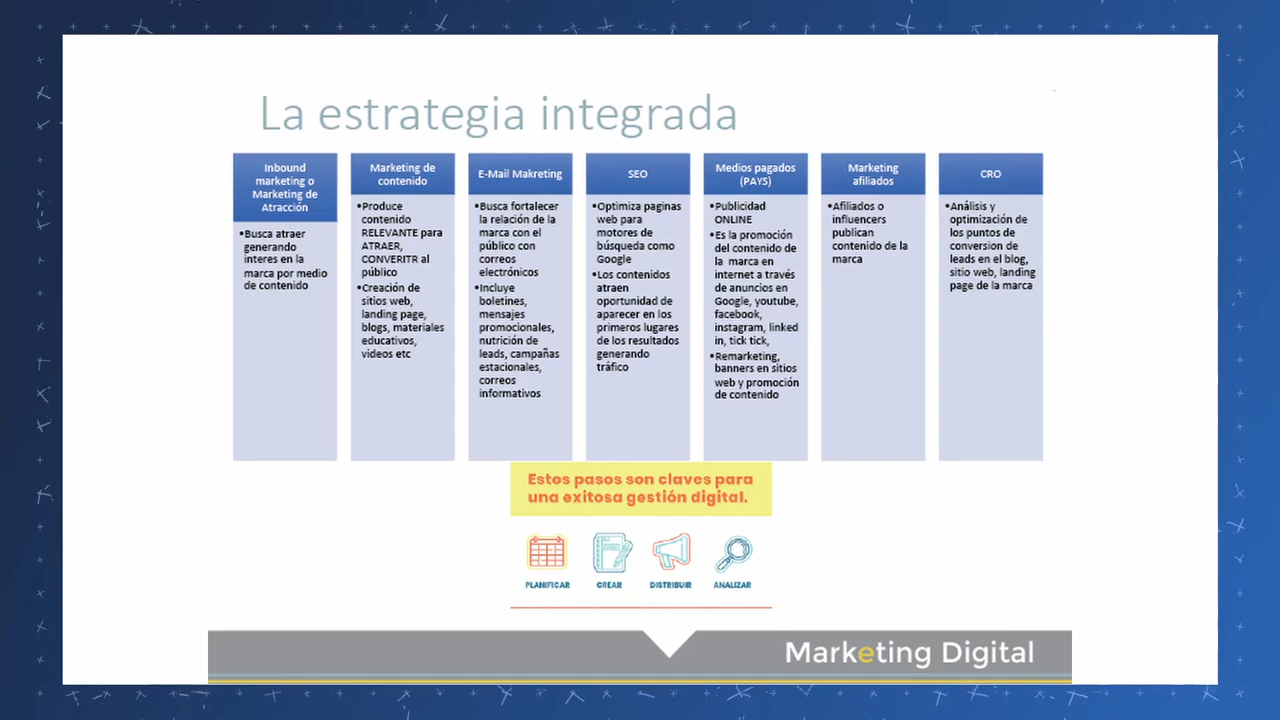 La estrategia integrada
Inbound
marketing o
Marketing de
Atracción
•Busca atraer
generando
interes en la
marca por medio
de contenido
Marketing de
contenido
•Produce
contenido
RELEVANTE para
ATRAER,
CONVERITR al
público
•Creación de
sitios web,
landing page,
blogs, materiales
educativos,
videos etc
E-Mail Makreting
•Busca fortalecer
la relación de la
marca con el
público con
correos
electrónicos
•Incluye
boletines,
mensajes
promocionales,
nutrición de
leads, campañas
estacionales,
correos
informativos
SEO
•Optimiza paginas
web para
motores de
búsqueda como
Google
•Los contenidos
atraen
oportunidad de
aparecer en los
primeros lugares
de los resultados
generando
tráfico
Medios pagados
(PAYS)
•Publicidad
ONLINE
•Es la promoción
del contenido de
la marca en
internet a través
de anuncios en
Google, youtube,
facebook,
instagram, linked
in, tick tick,
•Remarketing,
banners en sitios
web y promoción
de contenido
Marketing
afiliados
•Afiliados o
influencers
publican
contenido de la
marca
CRO
•Análisis y
optimización de
los puntos de
conversion de
leads en el blog,
sitio web, landing
page de la marca
Estos pasos son claves para
una exitosa gestión digital.
PLANIFICAR
CREAR
DISTRIBUIR
ANALIZAR
Marketing Digital